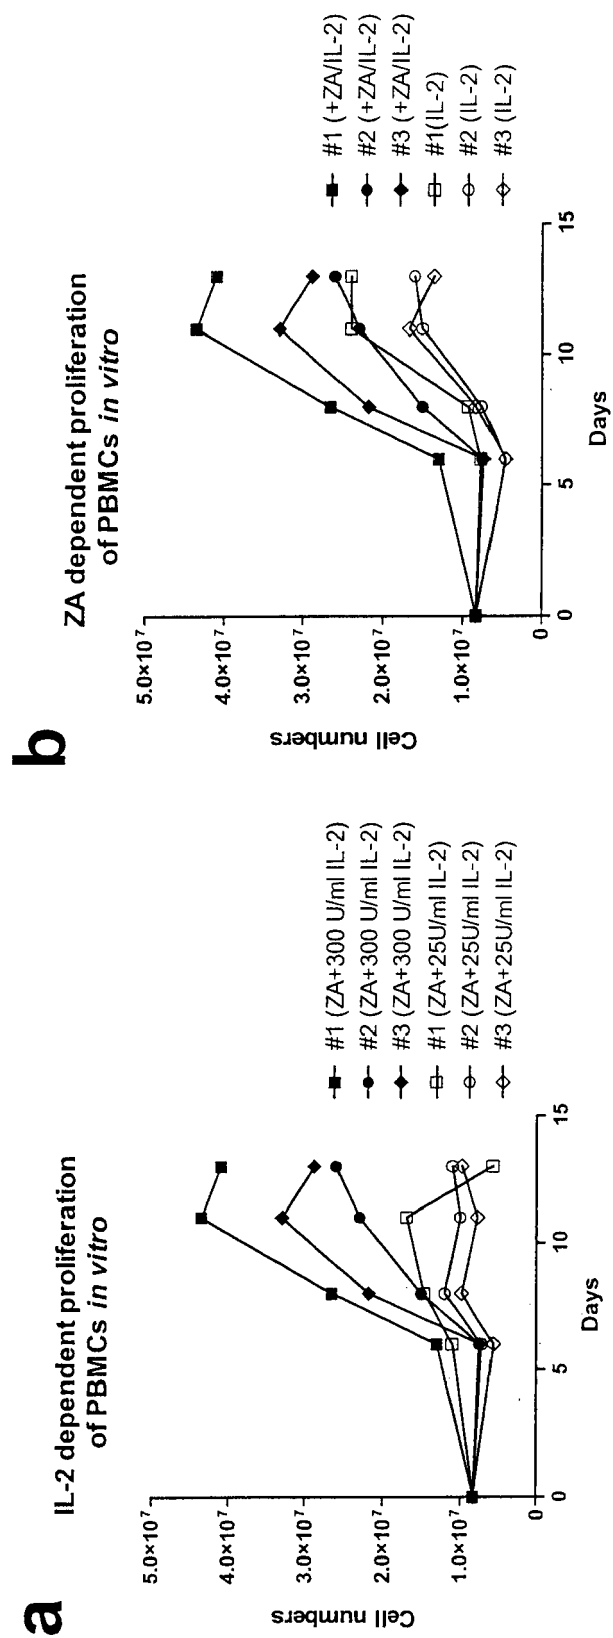 a
IL-2 dependent proliferation
of PBMCs in vitro
Cell numbers
5.0×10⁷
4.0×10⁷
3.0×10⁷
2.0×10⁷
1.0×10⁷
0
0
5
10
15
Days
#1 (ZA+300 U/ml IL-2)
#2 (ZA+300 U/ml IL-2)
#3 (ZA+300 U/ml IL-2)
#1 (ZA+25U/ml IL-2)
#2 (ZA+25U/ml IL-2)
#3 (ZA+25U/ml IL-2)
b
ZA dependent proliferation
of PBMCs in vitro
Cell numbers
5.0×10⁷
4.0×10⁷
3.0×10⁷
2.0×10⁷
1.0×10⁷
0
0
5
10
15
Days
#1 (+ZA/IL-2)
#2 (+ZA/IL-2)
#3 (+ZA/IL-2)
#1(IL-2)
#2 (IL-2)
#3 (IL-2)